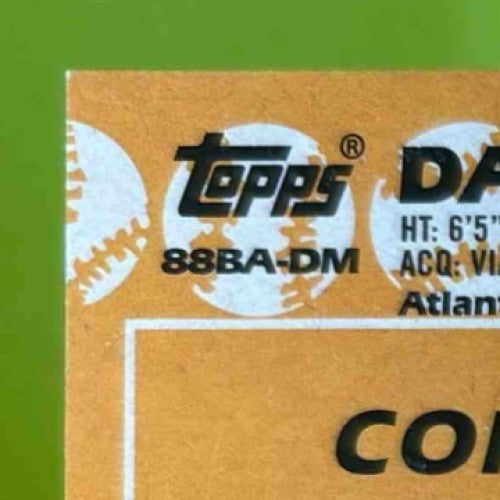 Topps®
88BA-DM
DA
HT: 6'5"
ACQ: VI
Atlan
CO